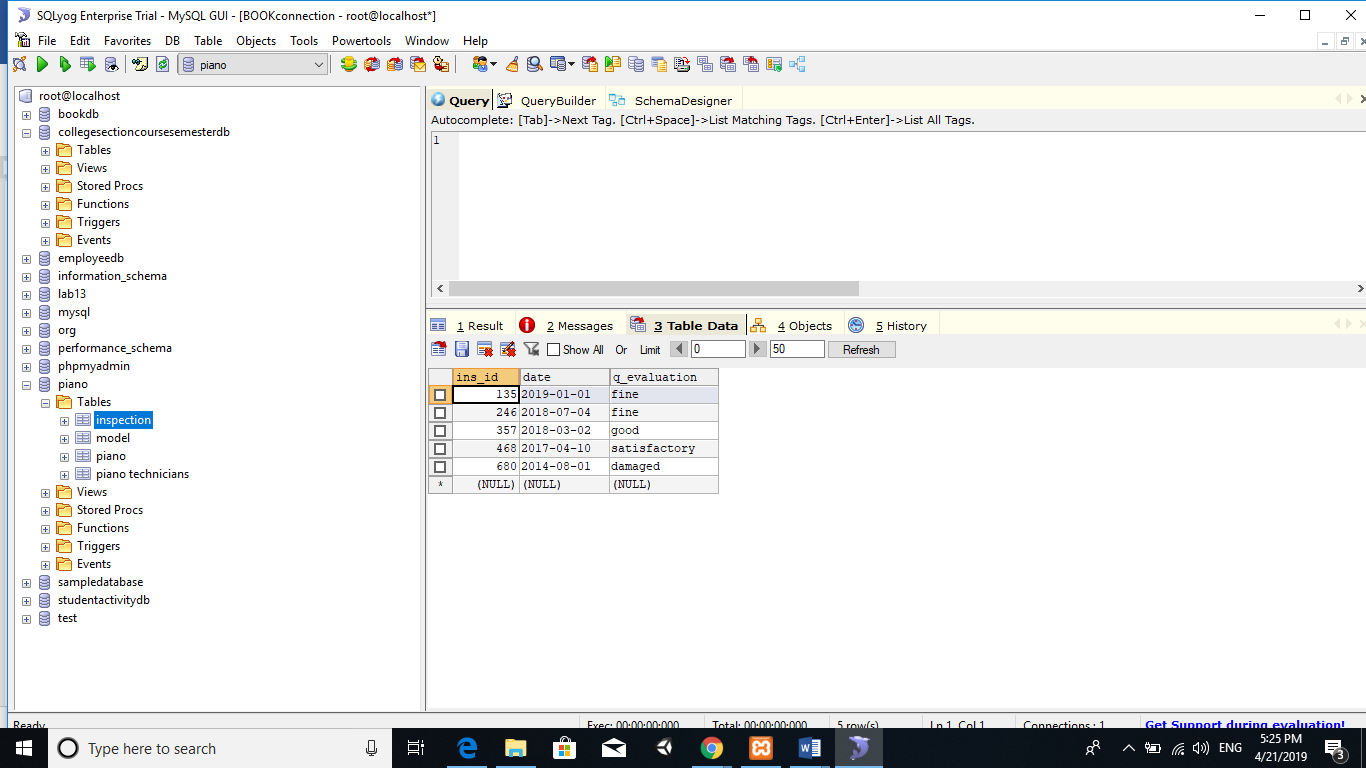 SQLyog Enterprise Trial - MySQL GUI - [BOOKconnection - root@localhost*]
File Edit Favorites DB Table Objects Tools Powertools Window Help
piano
root@localhost
bookdb
collegesectioncoursesemesterdb
Tables
Views
Stored Procs
Functions
Triggers
Events
employeedb
information_schema
lab13
mysql
org
performance_schema
phpmyadmin
piano
Tables
inspection
model
piano
piano technicians
Views
Stored Procs
Functions
Triggers
Events
sampledatabase
studentactivitydb
test
Query QueryBuilder SchemaDesigner
Autocomplete: [Tab]->Next Tag. [Ctrl+Space]->List Matching Tags. [Ctrl+Enter]->List All Tags.
1
1 Result 2 Messages 3 Table Data 4 Objects 5 History
Show All Or Limit 0 50 Refresh
ins_id date q_evaluation
135 2019-01-01 fine
246 2018-07-04 fine
357 2018-03-02 good
468 2017-04-10 satisfactory
680 2014-08-01 damaged
* (NULL) (NULL) (NULL)
Ready Exec: 00:00:00:000 Total: 00:00:00:000 5 row(s) Ln 1, Col 1 Connections : 1 Get Support during evaluation!
Type here to search ENG 5:25 PM
4/21/2019 3